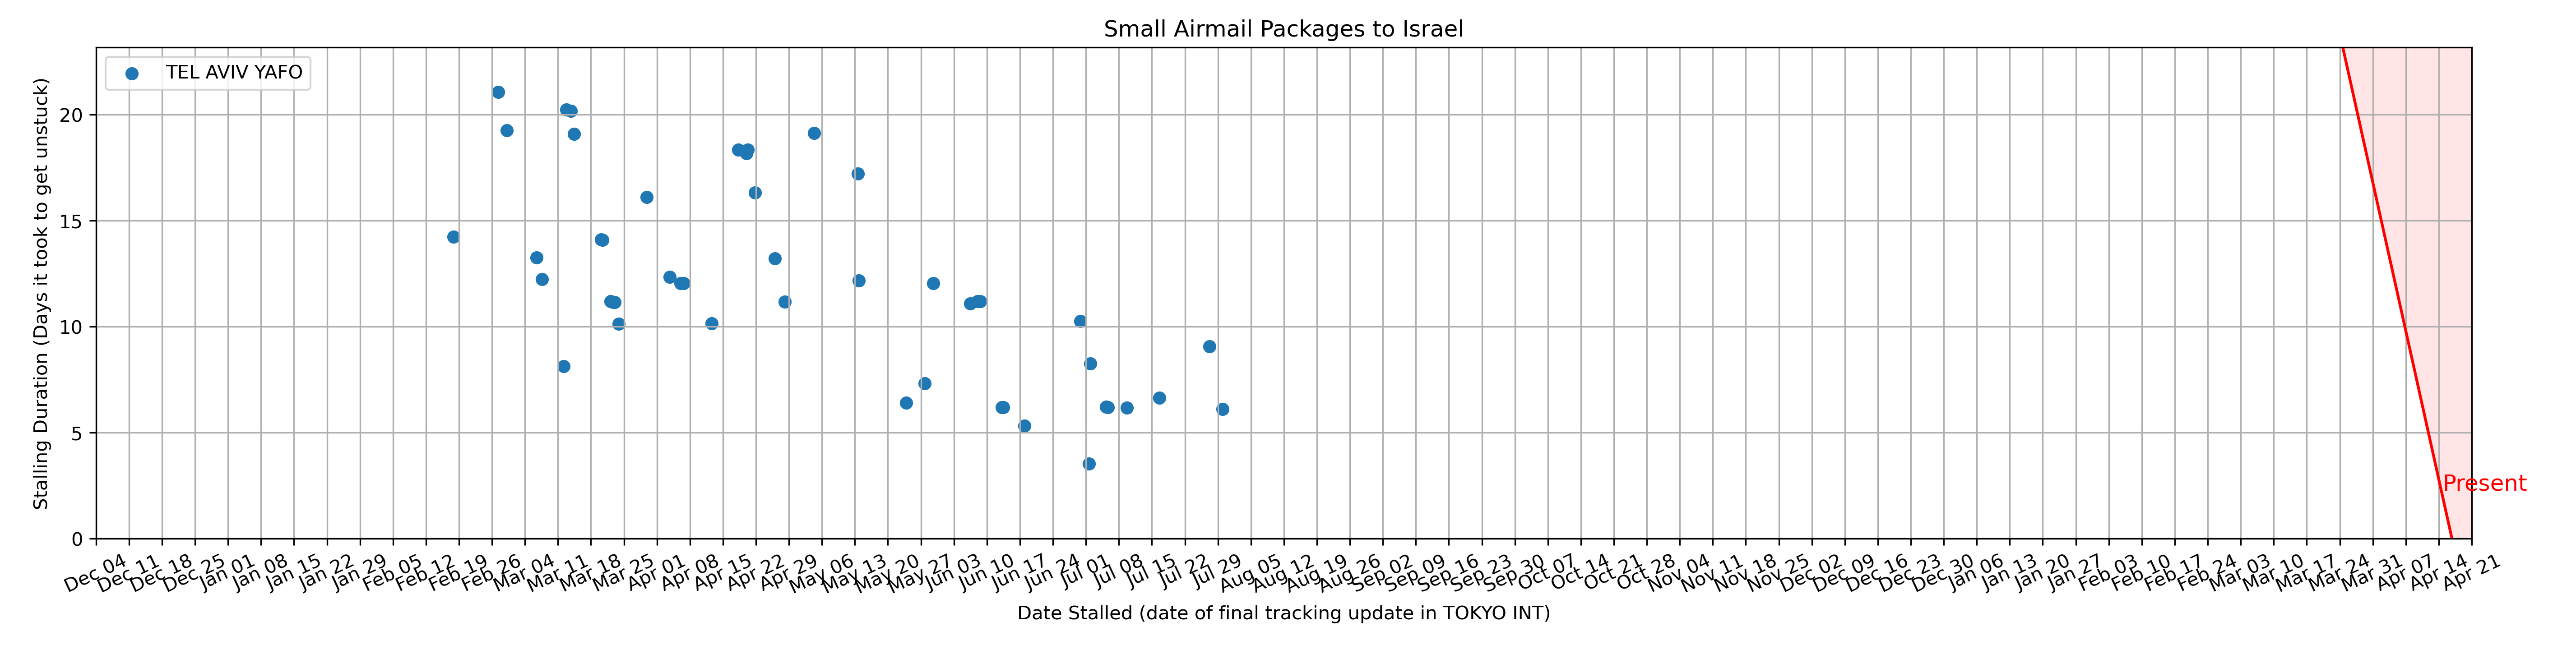 Small Airmail Packages to Israel
TEL AVIV YAFO
Stalling Duration (Days it took to get unstuck)
20
15
10
5
0
Present
Dec 04
Dec 11
Dec 18
Dec 25
Jan 01
Jan 08
Jan 15
Jan 22
Jan 29
Feb 05
Feb 12
Feb 19
Feb 26
Mar 04
Mar 11
Mar 18
Mar 25
Apr 01
Apr 08
Apr 15
Apr 22
Apr 29
May 06
May 13
May 20
May 27
Jun 03
Jun 10
Jun 17
Jun 24
Jul 01
Jul 08
Jul 15
Jul 22
Jul 29
Aug 05
Aug 12
Aug 19
Aug 26
Sep 02
Sep 09
Sep 16
Sep 23
Sep 30
Oct 07
Oct 14
Oct 21
Oct 28
Nov 04
Nov 11
Nov 18
Nov 25
Dec 02
Dec 09
Dec 16
Dec 23
Dec 30
Jan 06
Jan 13
Jan 20
Jan 27
Feb 03
Feb 10
Feb 17
Feb 24
Mar 03
Mar 10
Mar 17
Mar 24
Mar 31
Apr 07
Apr 14
Apr 21
Date Stalled (date of final tracking update in TOKYO INT)